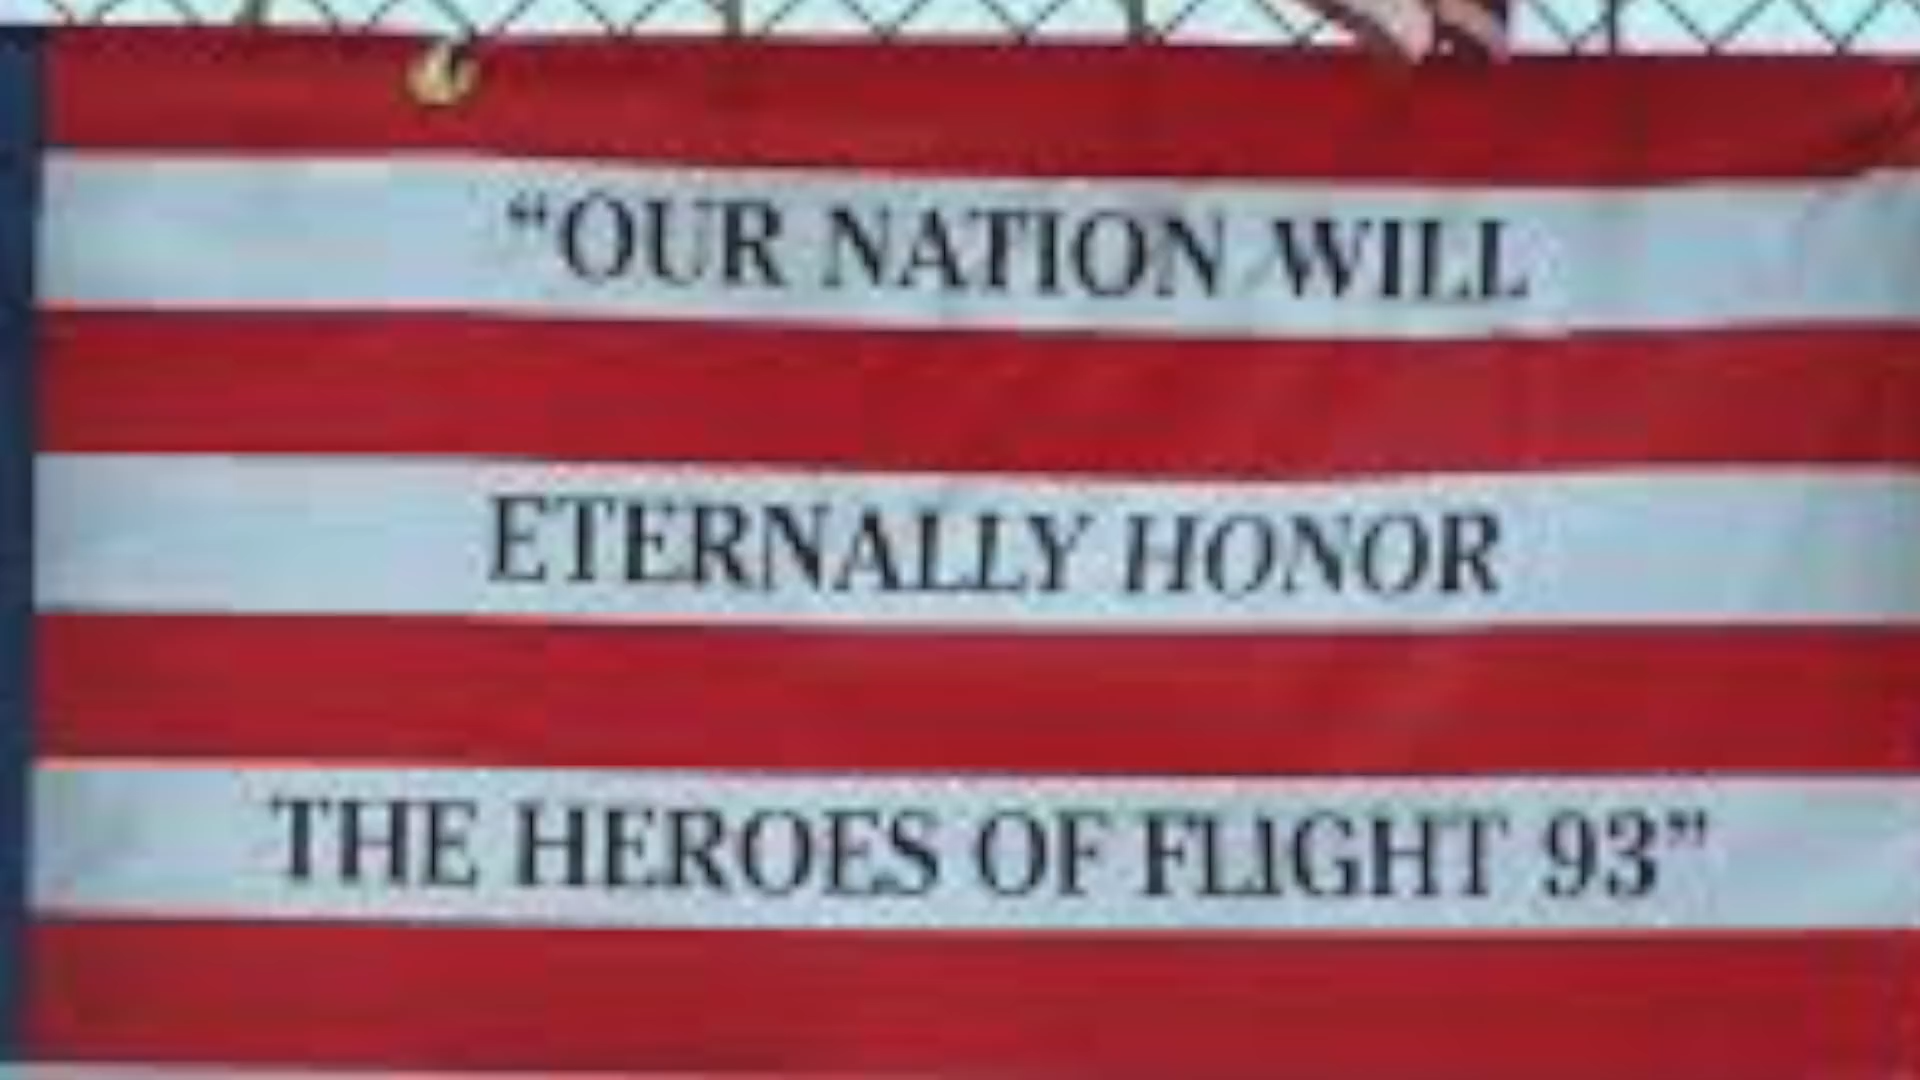 “OUR NATION WILL
ETERNALLY HONOR
THE HEROES OF FLIGHT 93”